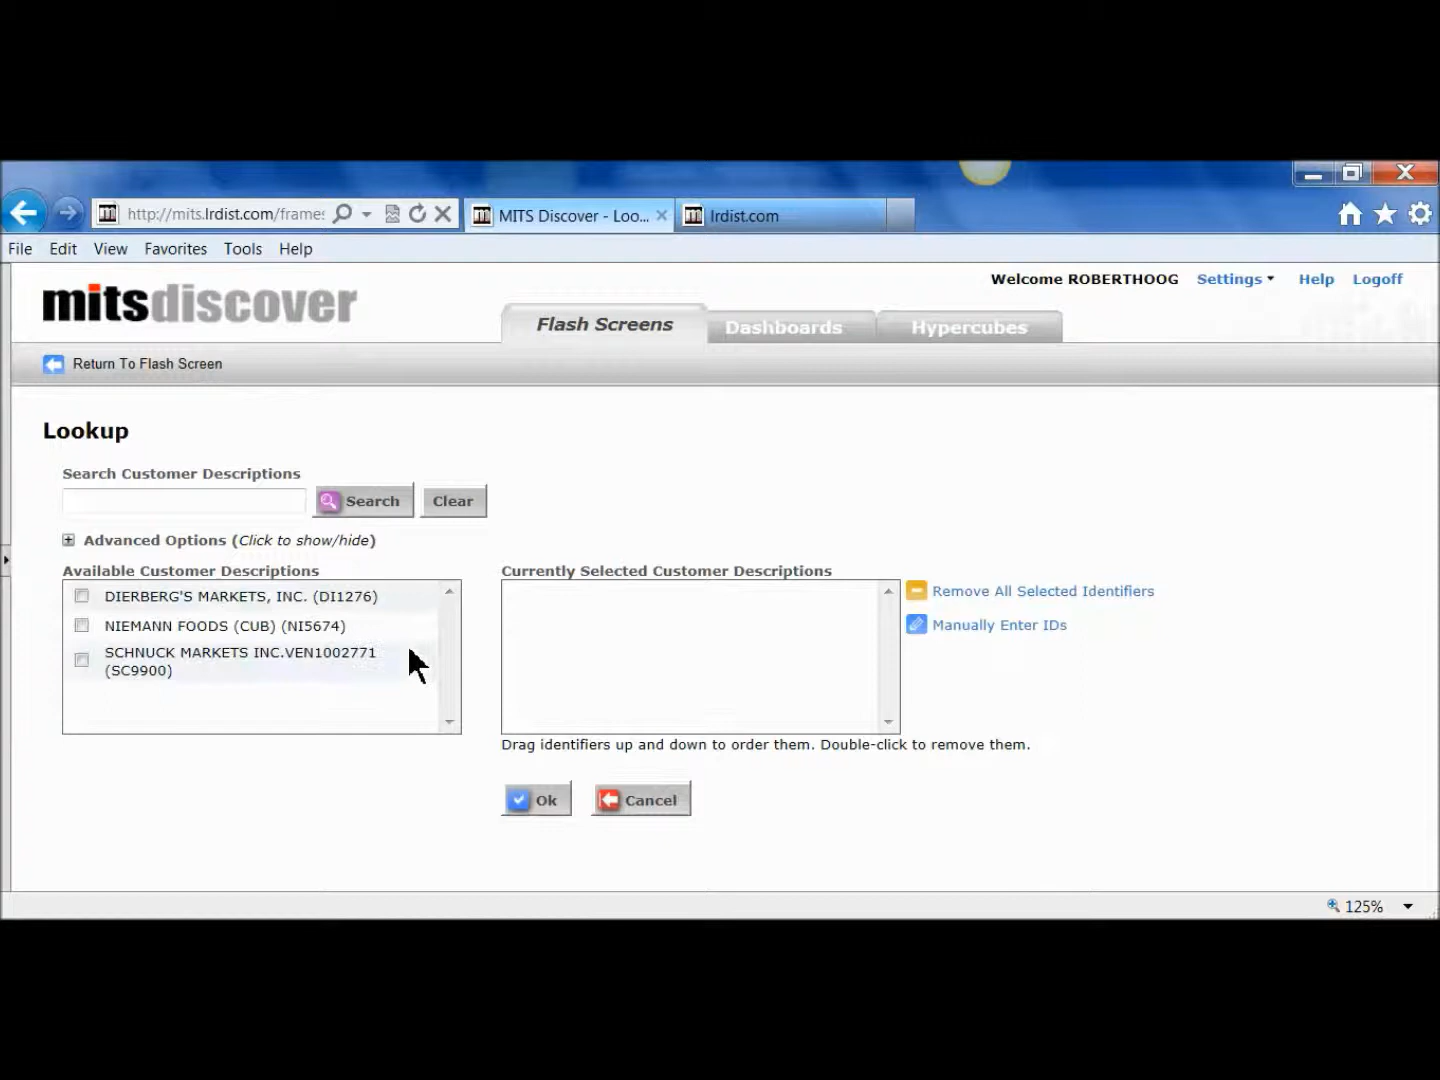 http://mits.lrdist.com/frames
MITS Discover - Loo...
lrdist.com
File Edit View Favorites Tools Help
Welcome ROBERTHOOG Settings Help Logoff
mitsdiscover
Flash Screens Dashboards Hypercubes
Return To Flash Screen
Lookup
Search Customer Descriptions
Search Clear
Advanced Options (Click to show/hide)
Available Customer Descriptions
DIERBERG'S MARKETS, INC. (DI1276)
NIEMANN FOODS (CUB) (NI5674)
SCHNUCK MARKETS INC.VEN1002771
(SC9900)
Currently Selected Customer Descriptions
Remove All Selected Identifiers
Manually Enter IDs
Drag identifiers up and down to order them. Double-click to remove them.
Ok Cancel
125%